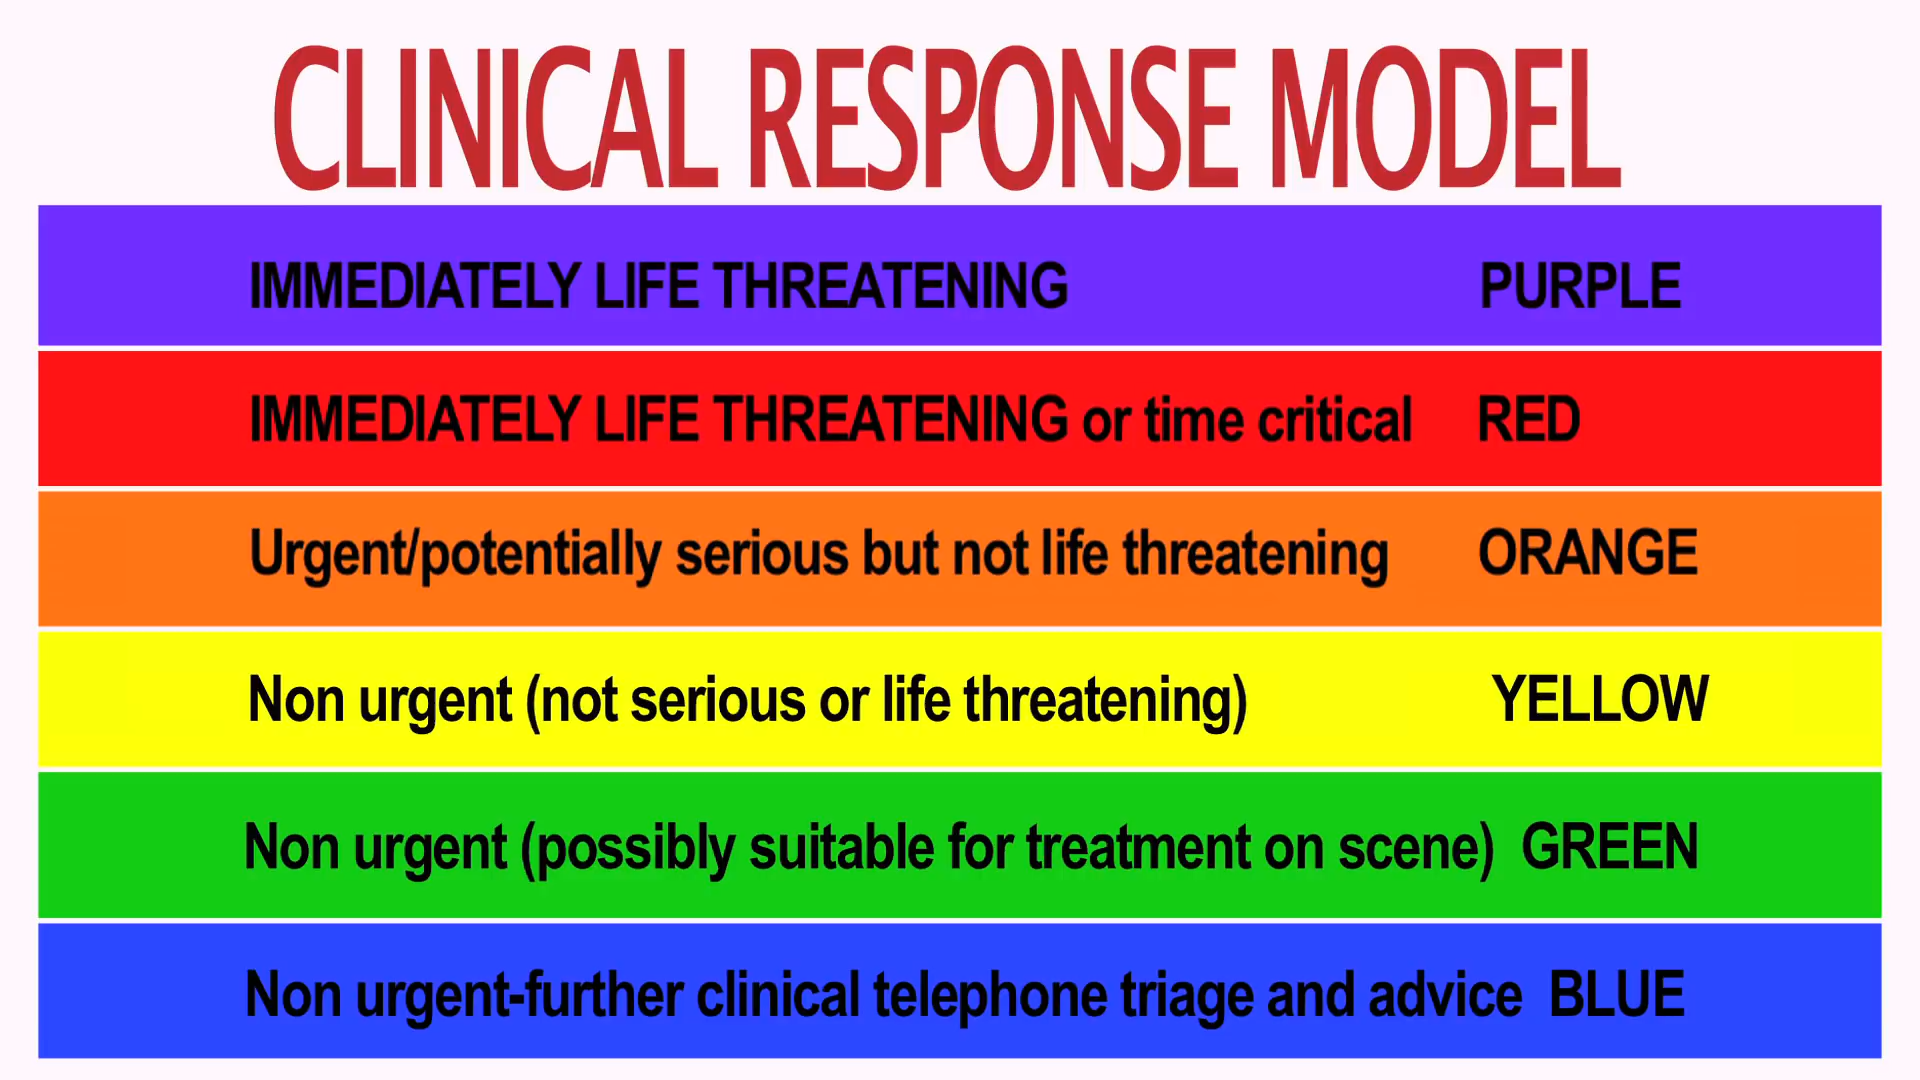 CLINICAL RESPONSE MODEL
IMMEDIATELY LIFE THREATENING PURPLE
IMMEDIATELY LIFE THREATENING or time critical RED
Urgent/potentially serious but not life threatening ORANGE
Non urgent (not serious or life threatening) YELLOW
Non urgent (possibly suitable for treatment on scene) GREEN
Non urgent-further clinical telephone triage and advice BLUE